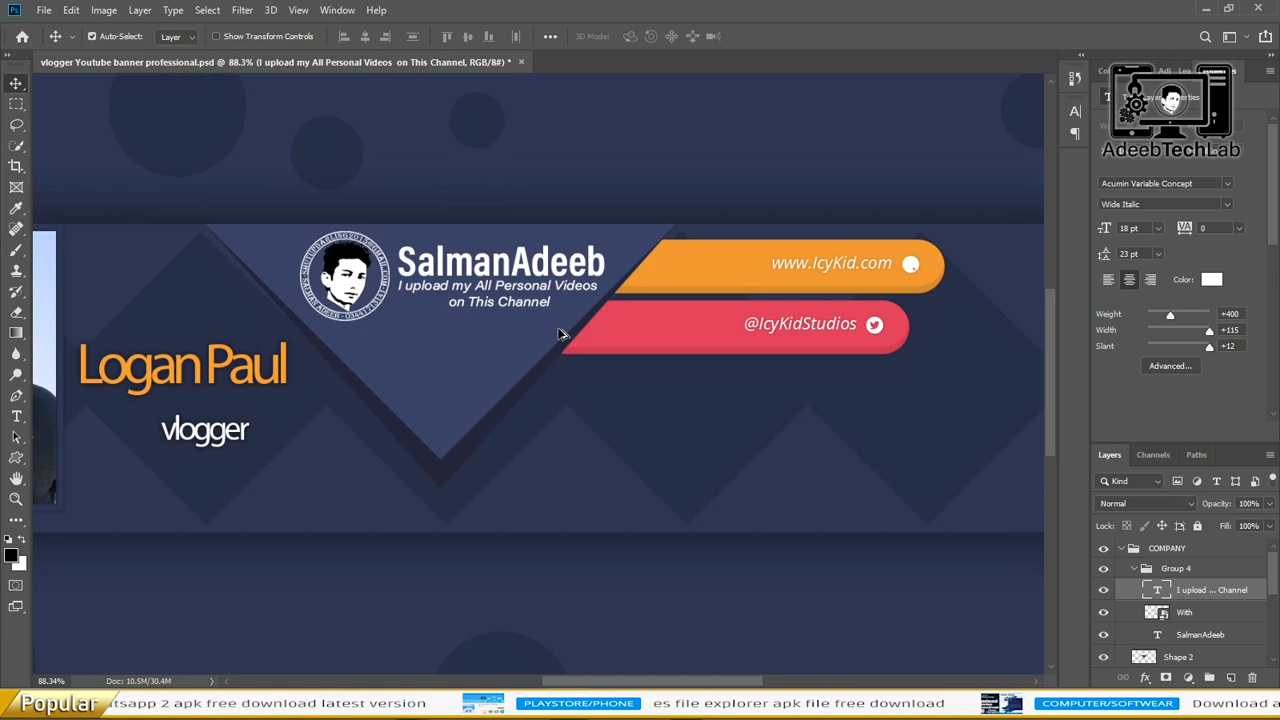 File Edit Image Layer Type Select Filter 3D View Window Help
Auto-Select: Layer Show Transform Controls 3D Mode:
vlogger Youtube banner professional.psd @ 88.3% (I upload my All Personal Videos on This Channel, RGB/8#) *
AdeebTechLab
Acumin Variable Concept
Wide Italic
18 pt 0
23 pt
Color:
Weight +400
Width +115
Slant +12
Advanced...
SalmanAdeeb
I upload my All Personal Videos
on This Channel
www.IcyKid.com
@IcyKidStudios
Logan Paul
vlogger
Layers Channels Paths
Kind
Normal Opacity: 100%
Lock: Fill: 100%
COMPANY
Group 4
I upload ... Channel
With
SalmanAdeeb
Shape 2
88.34% Doc: 10.5M/30.4M
Popular
atsapp 2 apk free download latest version PLAYSTORE/PHONE es file explorer apk file free download COMPUTER/SOFTWEAR Download a